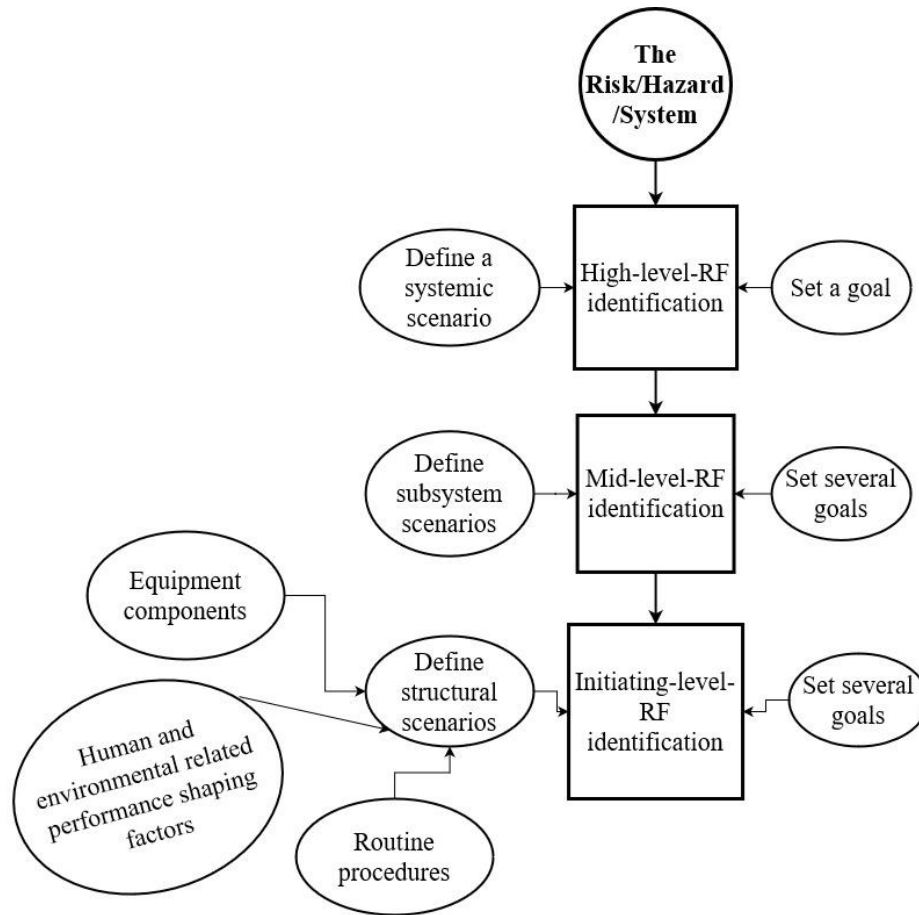 The
Risk/Hazard
/System
Define a
systemic
scenario
High-level-RF
identification
Set a goal
Define
subsystem
scenarios
Mid-level-RF
identification
Set several
goals
Equipment
components
Define
structural
scenarios
Initiating-level-
RF
identification
Set several
goals
Human and
environmental related
performance shaping
factors
Routine
procedures